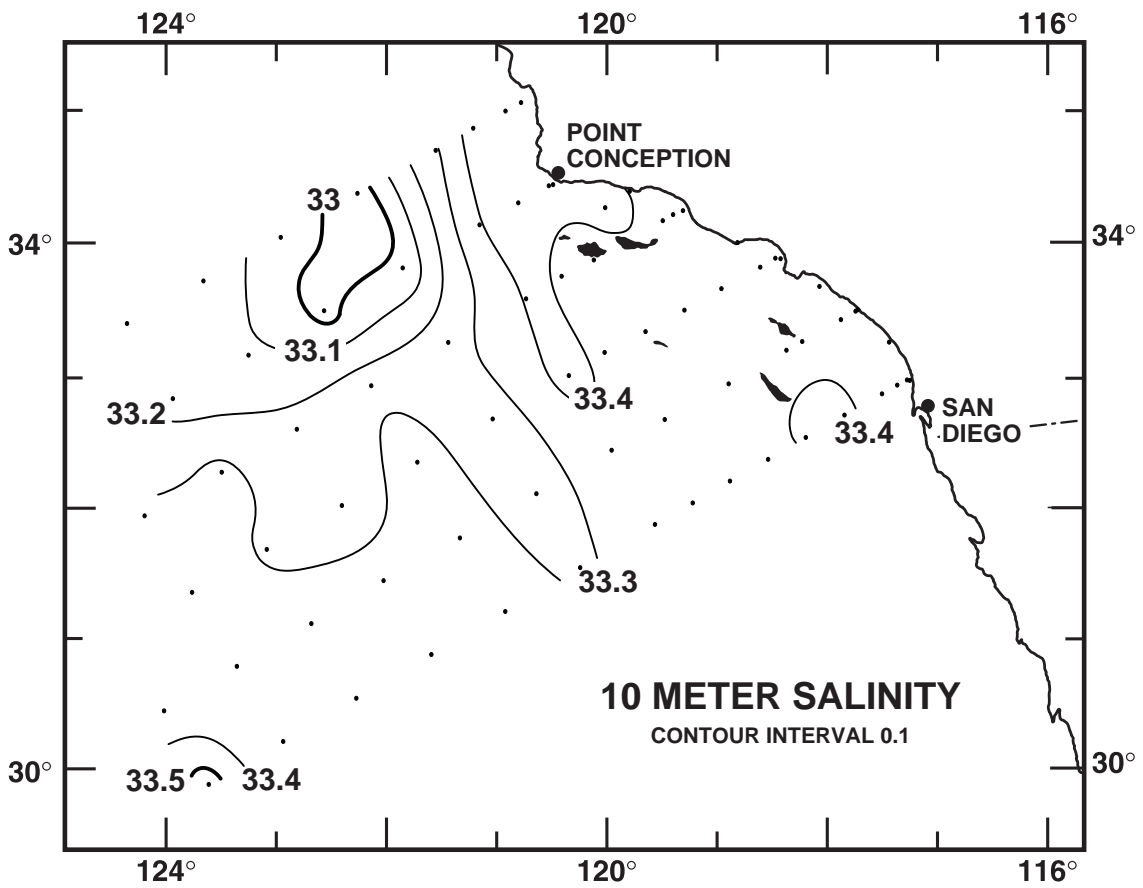 124° 120° 116°
POINT
CONCEPTION
33
34° 34°
33.1
33.4
33.2
33.4
SAN
DIEGO
33.3
10 METER SALINITY
CONTOUR INTERVAL 0.1
30° 30°
33.5 33.4
124° 120° 116°